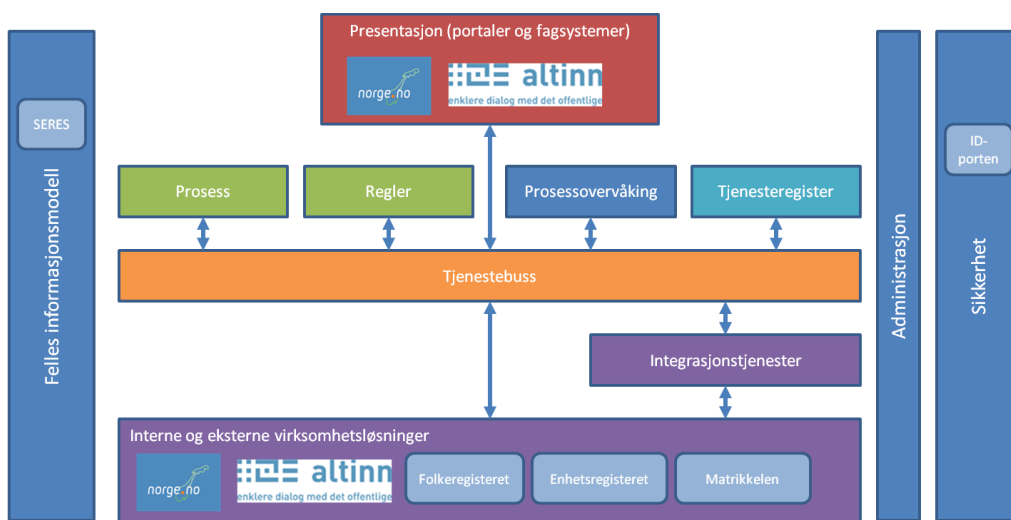 Presentasjon (portaler og fagsystemer)
norge.no
altinn
enklere dialog med det offentlige
SERES
Felles informasjonsmodell
Prosess
Regler
Prosessovervåking
Tjenesteregister
Tjenestebuss
Integrasjonstjenester
Interne og eksterne virksomhetsløsninger
norge.no
altinn
enklere dialog med det offentlige
Folkeregisteret
Enhetsregisteret
Matrikkelen
Administrasjon
ID-
porten
Sikkerhet